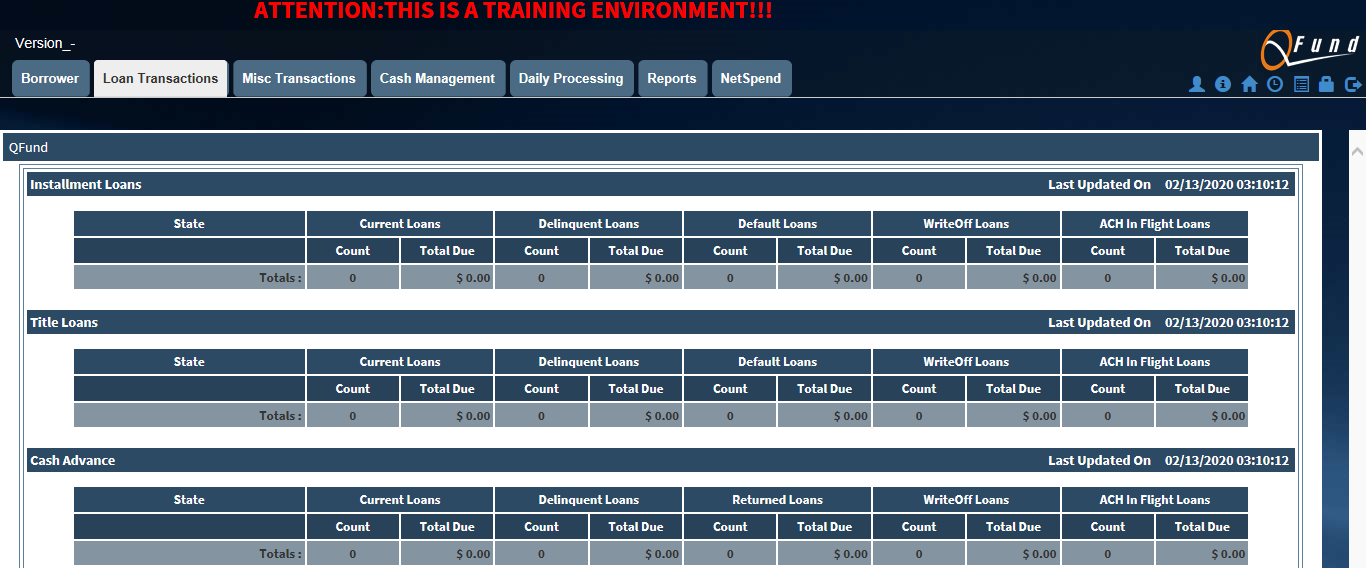 ATTENTION:THIS IS A TRAINING ENVIRONMENT!!!
Version_-
QFund
Borrower Loan Transactions Misc Transactions Cash Management Daily Processing Reports NetSpend
QFund
Installment Loans Last Updated On 02/13/2020 03:10:12
State Current Loans Delinquent Loans Default Loans WriteOff Loans ACH In Flight Loans
Count Total Due Count Total Due Count Total Due Count Total Due Count Total Due
Totals : 0 $ 0.00 0 $ 0.00 0 $ 0.00 0 $ 0.00 0 $ 0.00
Title Loans Last Updated On 02/13/2020 03:10:12
State Current Loans Delinquent Loans Default Loans WriteOff Loans ACH In Flight Loans
Count Total Due Count Total Due Count Total Due Count Total Due Count Total Due
Totals : 0 $ 0.00 0 $ 0.00 0 $ 0.00 0 $ 0.00 0 $ 0.00
Cash Advance Last Updated On 02/13/2020 03:10:12
State Current Loans Delinquent Loans Returned Loans WriteOff Loans ACH In Flight Loans
Count Total Due Count Total Due Count Total Due Count Total Due Count Total Due
Totals : 0 $ 0.00 0 $ 0.00 0 $ 0.00 0 $ 0.00 0 $ 0.00